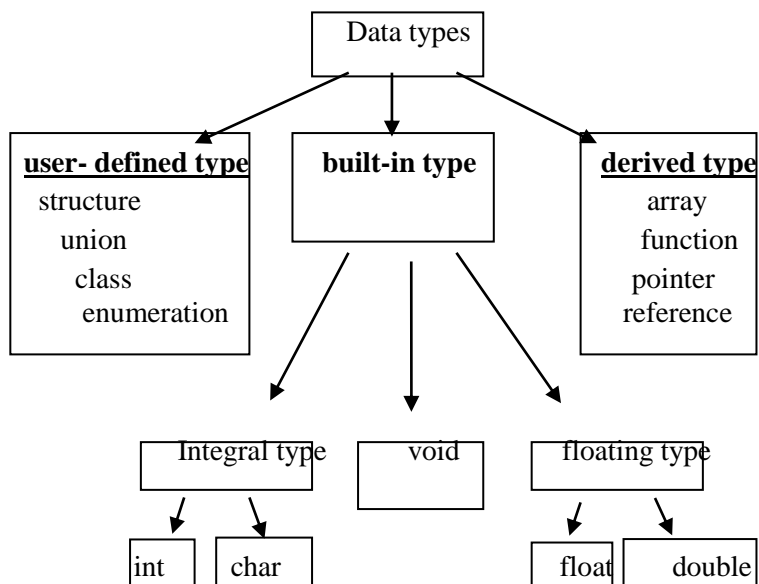 Data types
user- defined type
structure
union
class
enumeration
built-in type
derived type
array
function
pointer
reference
Integral type
void
floating type
int
char
float
double